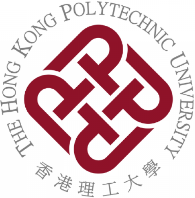 THE HONG KONG POLYTECHNIC UNIVERSITY
香港理工大學